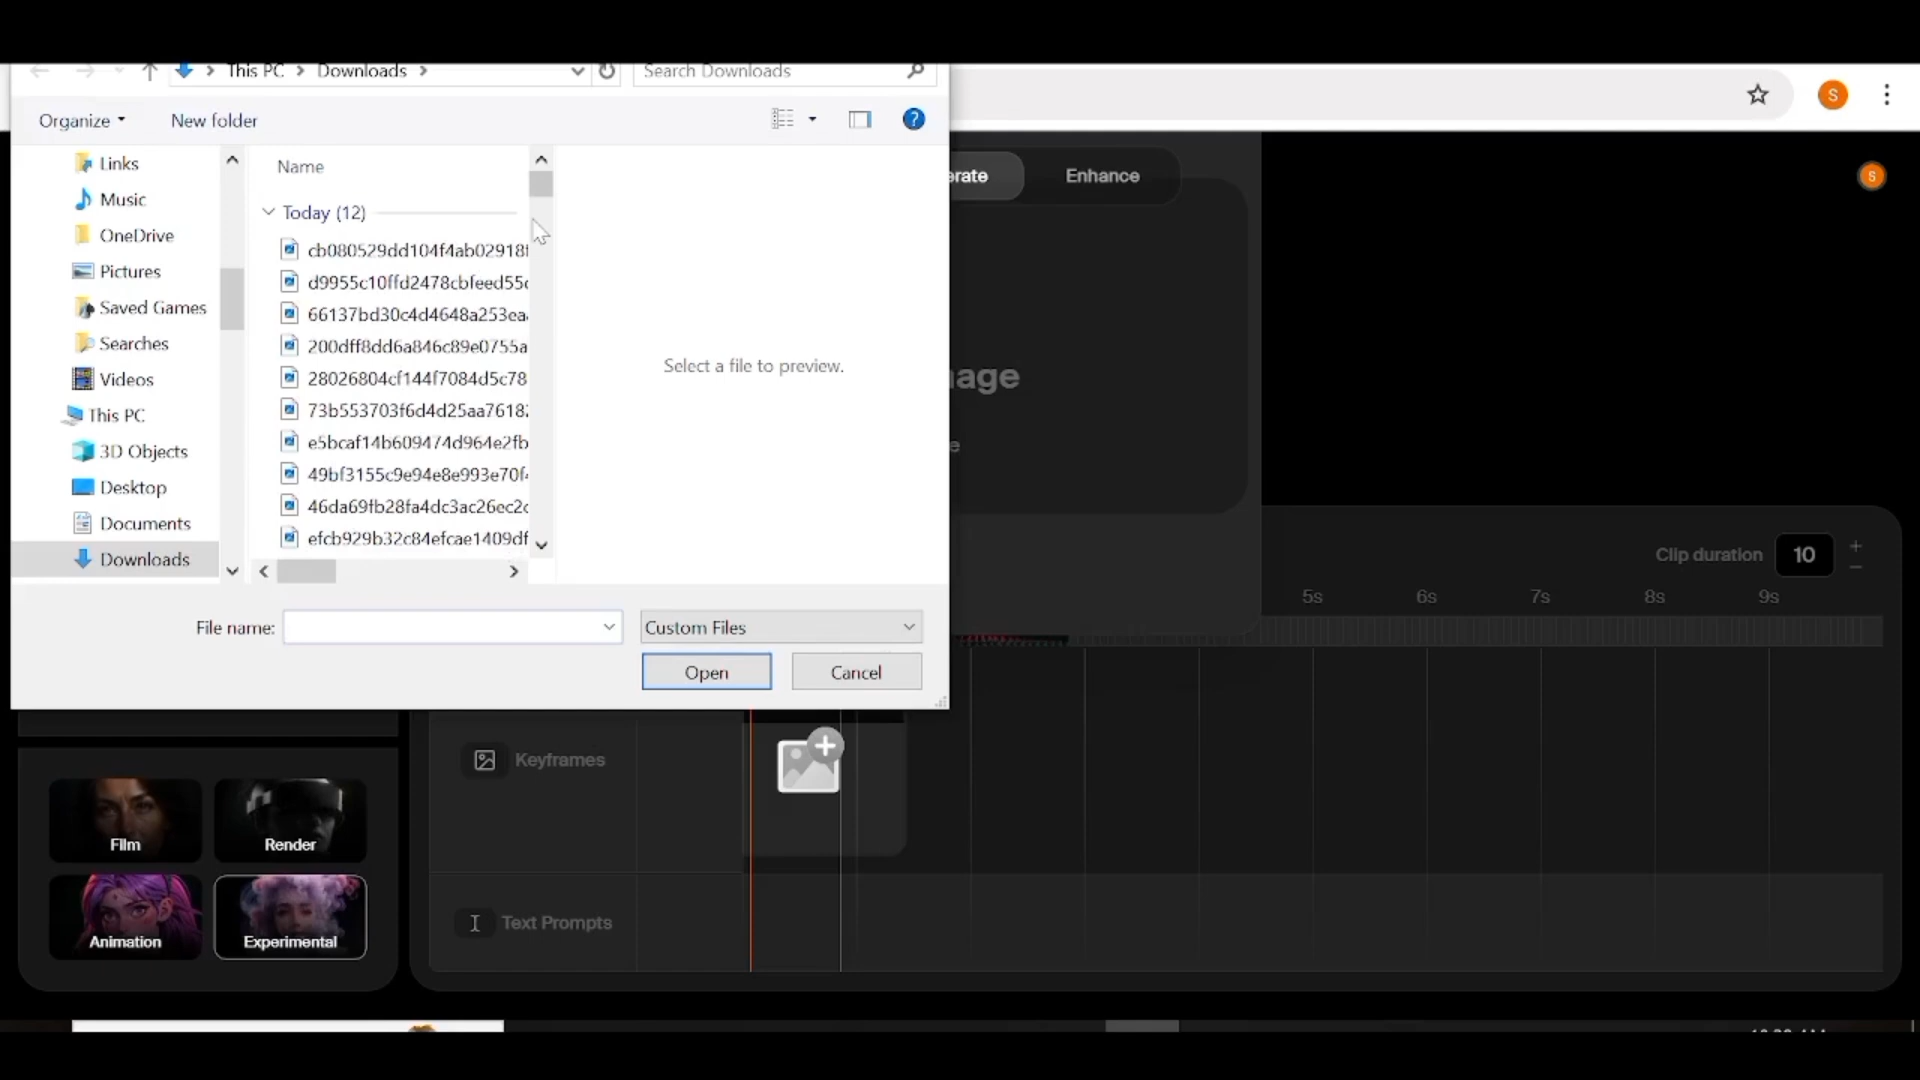 This PC > Downloads >
Search Downloads
Organize
New folder
Links
Music
OneDrive
Pictures
Saved Games
Searches
Videos
This PC
3D Objects
Desktop
Documents
Downloads
Name
Today (12)
cb080529dd104f4ab02918
d9955c10ffd2478cbfeed55
66137bd30c4d4648a253ea
200dff8dd6a846c89e0755a
28026804cf144f7084d5c78
73b553703f6d4d25aa7618
e5bcaf14b609474d964e2fb
49bf3155c9e94e8e993e70f
46da69fb28fa4dc3ac26ec2
efcb929b32c84efcae1409df
Select a file to preview.
File name:
Custom Files
Open
Cancel
S
erate
Enhance
S
age
e
Clip duration 10
5s 6s 7s 8s 9s
Keyframes
Text Prompts
Film
Render
Animation
Experimental